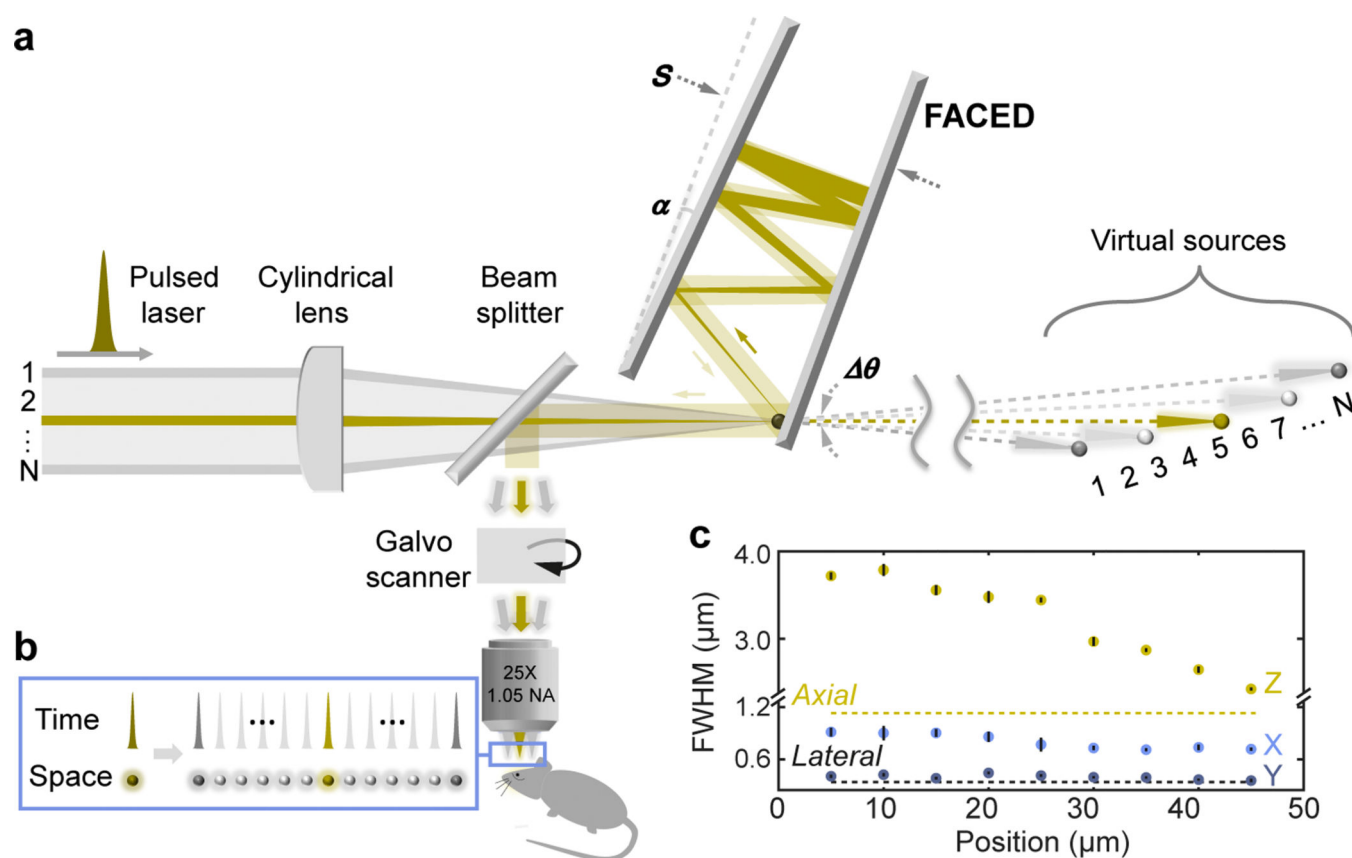 a
S
FACED
α
Virtual sources
Pulsed
laser
Cylindrical
lens
Beam
splitter
Δθ
1
2
⋮
N
1 2 3 4 5 6 7 ... N
Galvo
scanner
b
25X
1.05 NA
Time
...
...
Space
c
4.0
3.0
1.2
0.6
FWHM (μm)
Axial
Lateral
Z
X
Y
0 10 20 30 40 50
Position (μm)